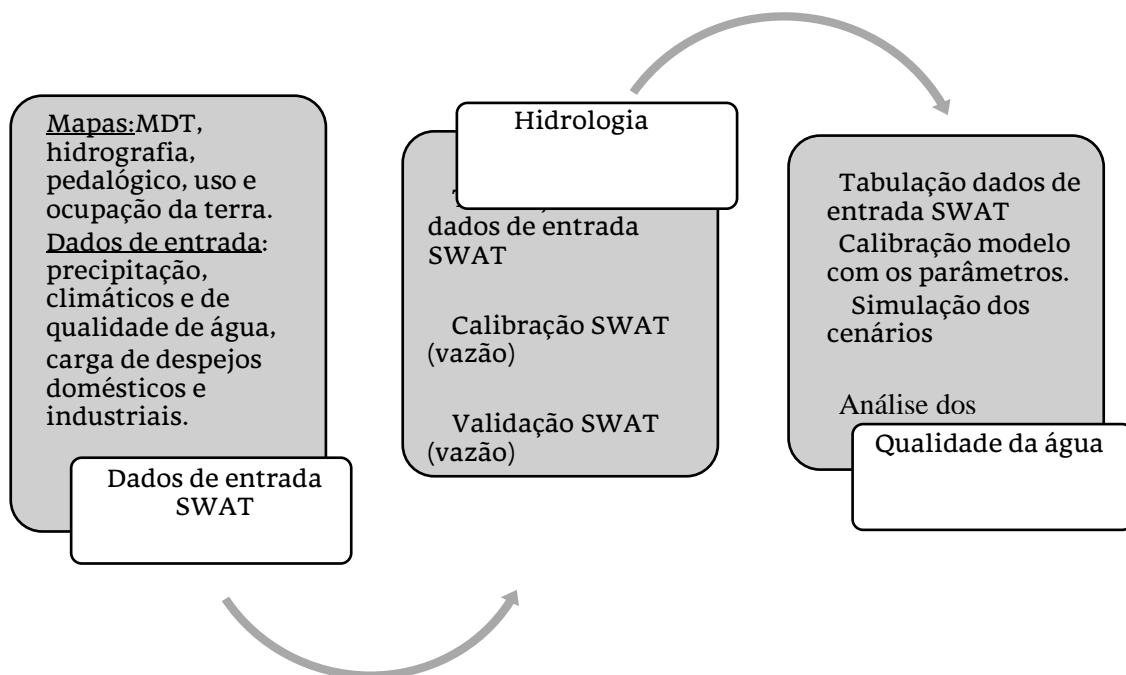 Mapas:MDT,
hidrografia,
pedalógico, uso e
ocupação da terra.
Dados de entrada:
precipitação,
climáticos e de
qualidade de água,
carga de despejos
domésticos e
industriais.
Dados de entrada
SWAT
Hidrologia
dados de entrada
SWAT
Calibração SWAT
(vazão)
Validação SWAT
(vazão)
Tabulação dados de
entrada SWAT
Calibração modelo
com os parâmetros.
Simulação dos
cenários
Análise dos
Qualidade da água